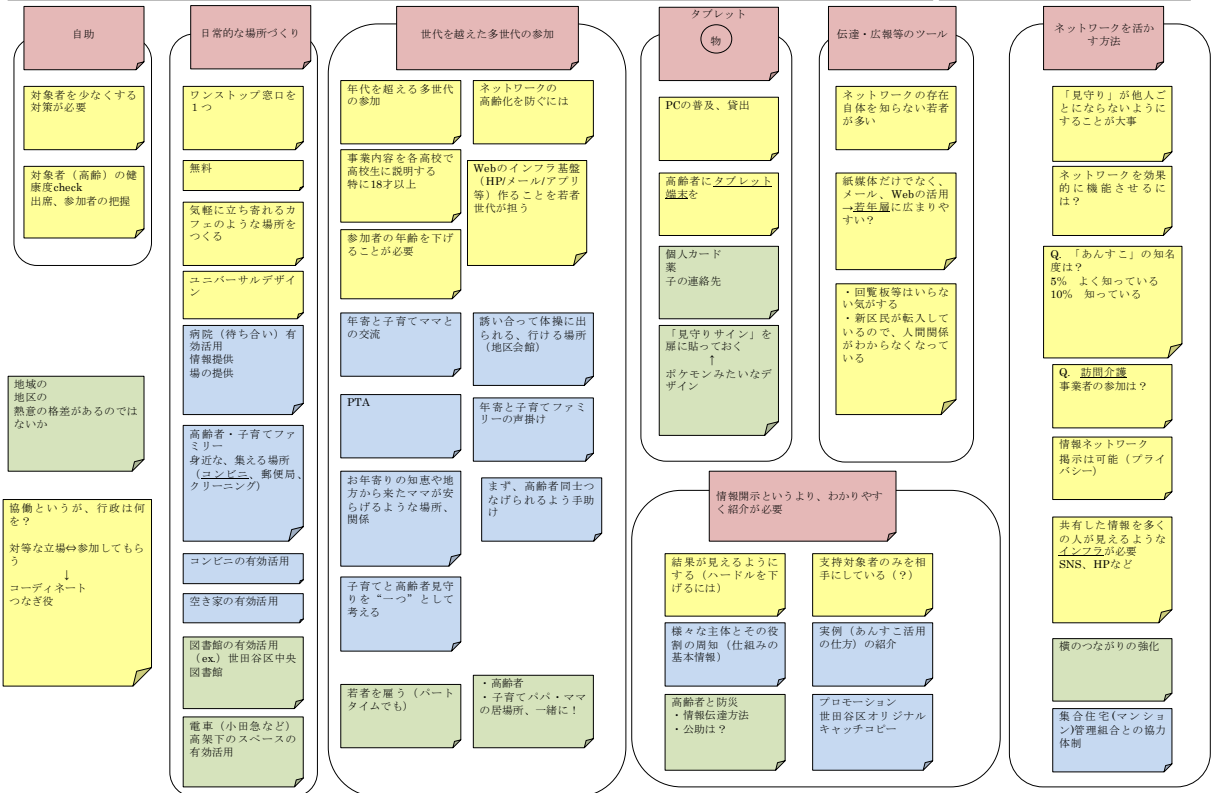 自助
対象者を少なくする
対策が必要
対象者（高齢）の健
康度check
出席、参加者の把握
地域の
地区の
熱意の格差があるのでは
ないか
協働というが、行政は何
を？
対等な立場⇔参加してもら
う
↓
コーディネート
つなぎ役
日常的な場所づくり
ワンストップ窓口を
１つ
無料
気軽に立ち寄れるカ
フェのような場所を
つくる
ユニバーサルデザイ
ン
病院（待ち合い）有
効活用
情報提供
場の提供
高齢者・子育てファ
ミリー
身近な、集える場所
（コンビニ、郵便局、
クリーニング）
コンビニの有効活用
空き家の有効活用
図書館の有効活用
（ex.）世田谷区中央
図書館
電車（小田急など）
高架下のスペースの
有効活用
世代を越えた多世代の参加
年代を超える多世代
の参加
ネットワークの
高齢化を防ぐには
事業内容を各高校で
高校生に説明する
特に18才以上
Webのインフラ基盤
（HP/メール/アプリ
等）作ることを若者
世代が担う
参加者の年齢を下げ
ることが必要
年寄と子育てママと
の交流
誘い合って体操に出
られる、行ける場所
（地区会館）
PTA
年寄と子育てファミ
リーの声掛け
お年寄りの知恵や地
方から来たママが安
らげるような場所、
関係
まず、高齢者同士つ
なげられるよう手助
け
子育てと高齢者見守
りを“一つ”として
考える
若者を雇う（パート
タイムでも）
・高齢者
・子育てパパ・ママ
の居場所、一緒に！
タブレット
物
PCの普及、貸出
高齢者にタブレット
端末を
個人カード
薬
子の連絡先
「見守りサイン」を
扉に貼っておく
↑
ポケモンみたいなデ
ザイン
伝達・広報等のツール
ネットワークの存在
自体を知らない若者
が多い
紙媒体だけでなく、
メール、Webの活用
→若年層に広まりや
すい？
・回覧板等はいらな
い気がする
・新区民が転入して
いるので、人間関係
がわからなくなって
いる
情報開示というより、わかりやす
く紹介が必要
結果が見えるように
する（ハードルを下
げるには）
支持対象者のみを相
手にしている（？）
様々な主体とその役
割の周知（仕組みの
基本情報）
実例（あんすこ活用
の仕方）の紹介
高齢者と防災
・情報伝達方法
・公助は？
プロモーション
世田谷区オリジナル
キャッチコピー
ネットワークを活か
す方法
「見守り」が他人ご
とにならないように
することが大事
ネットワークを効果
的に機能させるに
は？
Q. 「あんすこ」の知名
度は？
5%　よく知っている
10%　知っている
Q. 訪問介護
事業者の参加は？
情報ネットワーク
掲示は可能（プライ
バシー）
共有した情報を多く
の人が見えるような
インフラが必要
SNS、HPなど
横のつながりの強化
集合住宅(マンショ
ン)管理組合との協力
体制